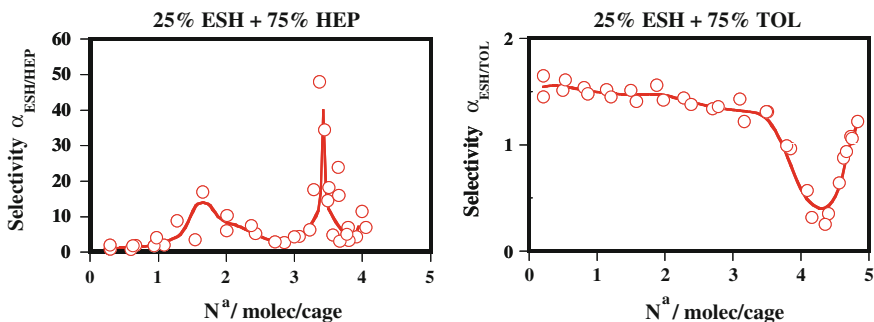 25% ESH + 75% HEP
Selectivity α ESH/HEP
60
50
40
30
20
10
0
0 1 2 3 4 5
N^a / molec/cage
25% ESH + 75% TOL
Selectivity α ESH/TOL
2
1
0
0 1 2 3 4 5
N^a / molec/cage